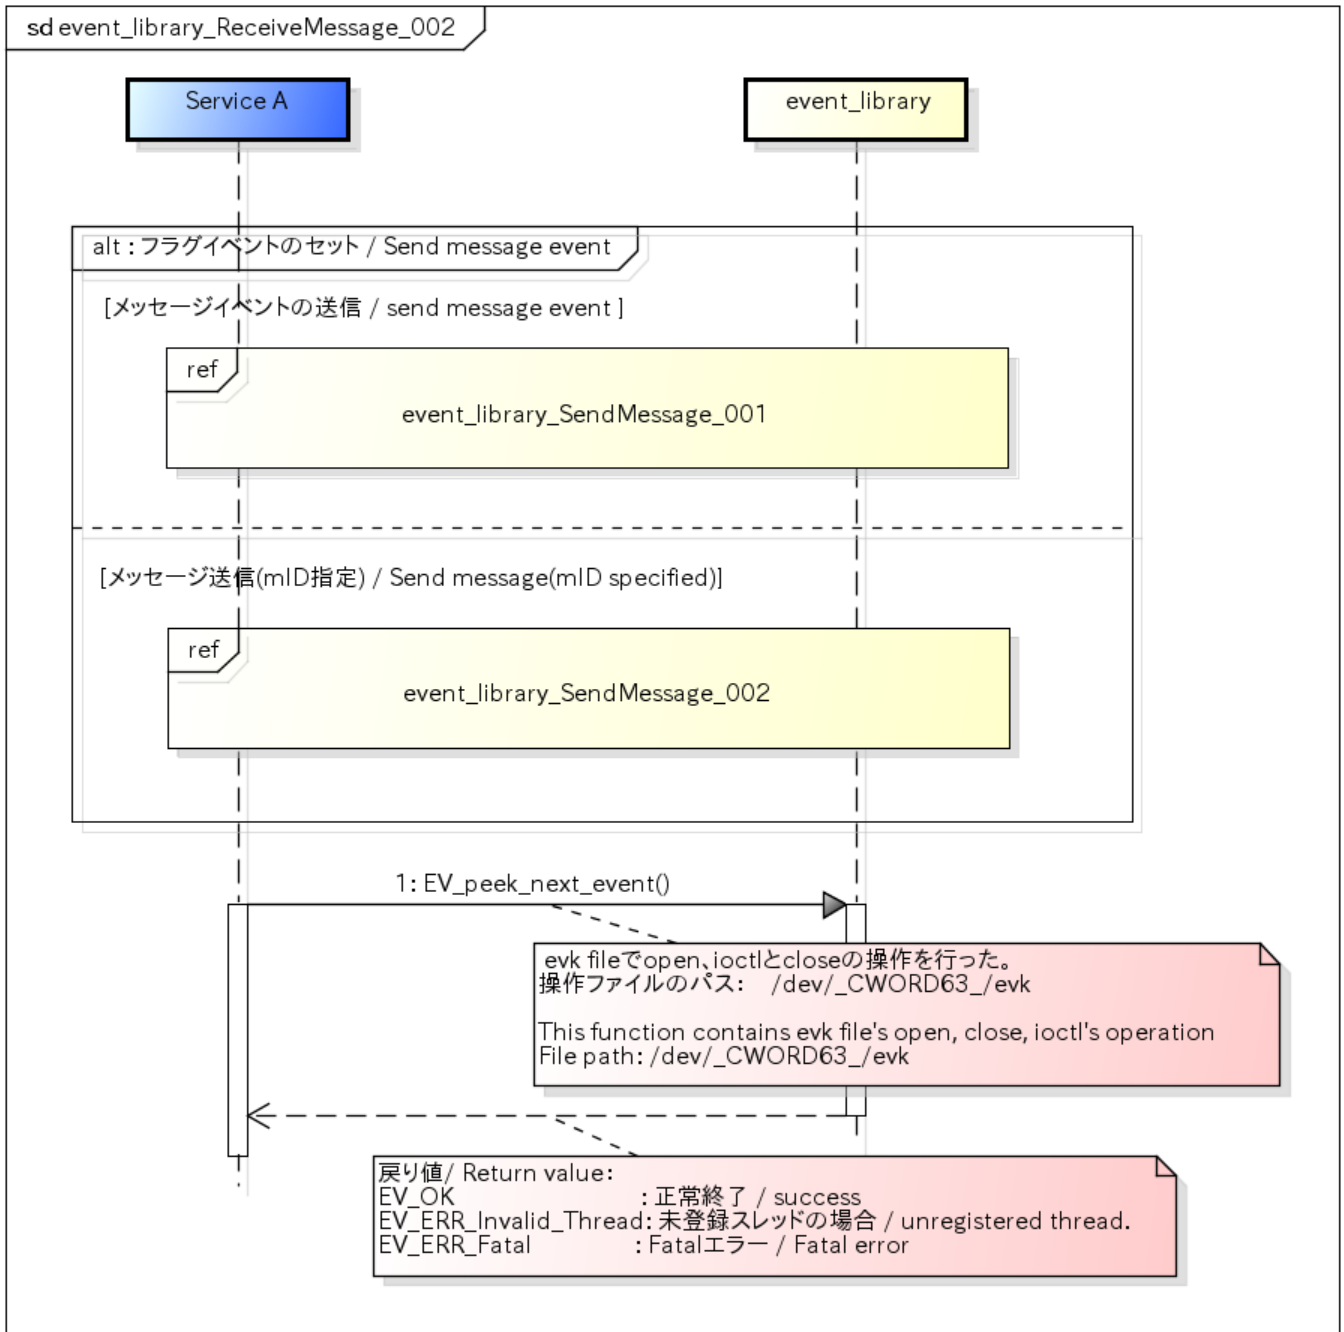 sd event_library_ReceiveMessage_002
Service A
event_library
alt : フラグイベントのセット / Send message event
[メッセージイベントの送信 / send message event ]
ref
event_library_SendMessage_001
[メッセージ送信(mID指定) / Send message(mID specified)]
ref
event_library_SendMessage_002
1: EV_peek_next_event()
evk fileでopen、ioctlとcloseの操作を行った。
操作ファイルのパス: /dev/_CWORD63_/evk
This function contains evk file's open, close, ioctl's operation
File path: /dev/_CWORD63_/evk
戻り値/ Return value:
EV_OK : 正常終了 / success
EV_ERR_Invalid_Thread: 未登録スレッドの場合 / unregistered thread.
EV_ERR_Fatal : Fatalエラー / Fatal error